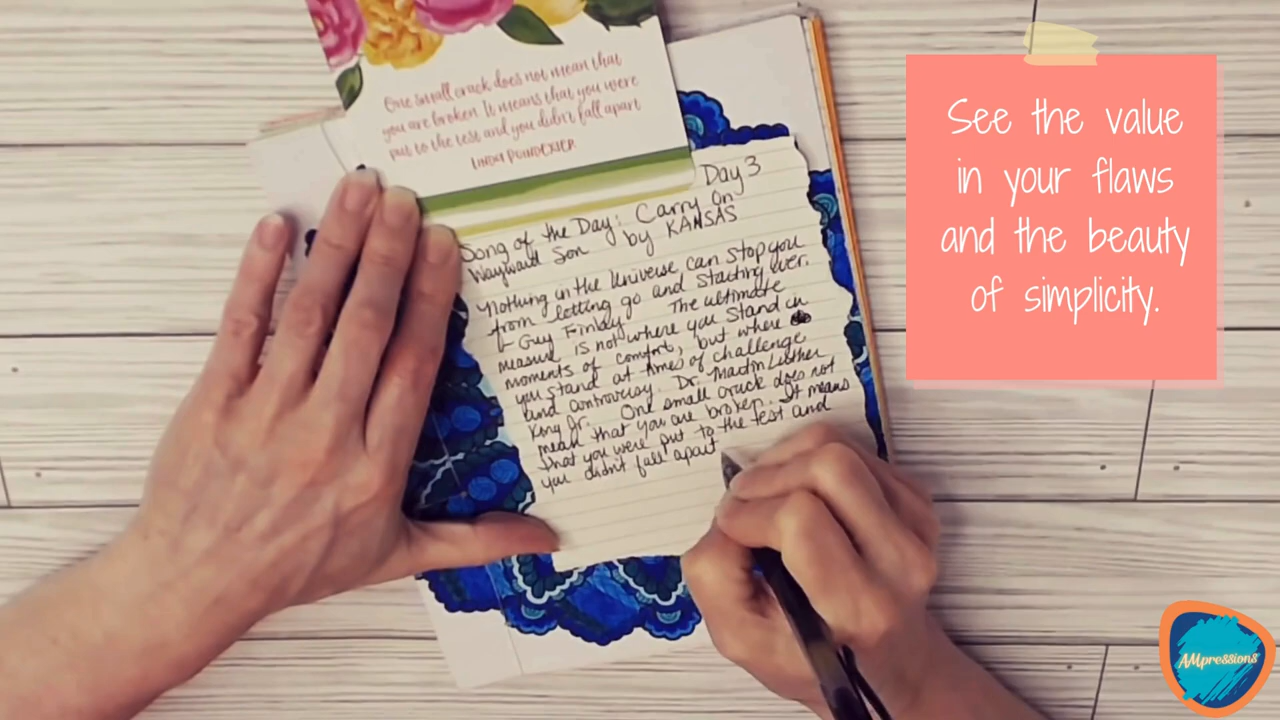 One small crack does not mean that
you are broken. It means that you were
put to the test and you didn't fall apart
LINDA POINDEXTER
Day 3
Song of the Day: Carry On
Wayward Son by KANSAS
Nothing in the Universe can stop you
from letting go and starting over.
- Guy Finley The ultimate
measure is not where you stand in
moments of comfort, but where
you stand at times of challenge
and controversy. Dr. Martin Luther
King Jr. One small crack does not
mean that you are broken. It means
that you were put to the test and
you didn't fall apart
See the value
in your flaws
and the beauty
of simplicity.
AMpressions